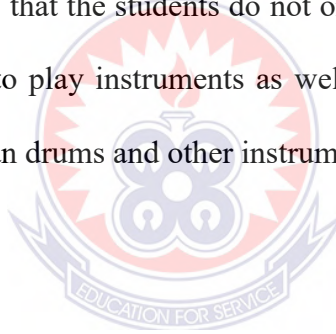 that the students do not o
to play instruments as wel
n drums and other instrum
EDUCATION FOR SERVICE